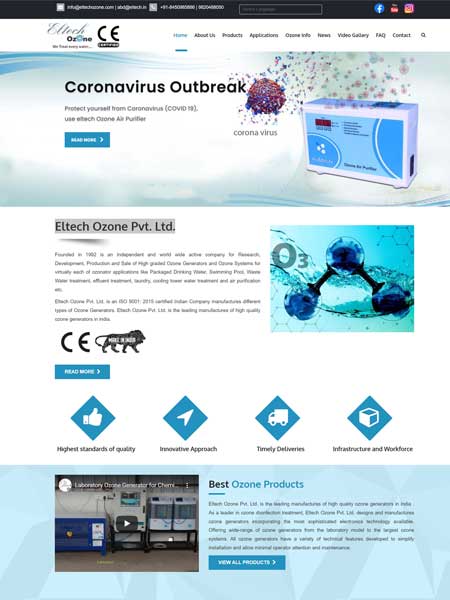 info@eltechozone.com | abd@eltech.in
Select Language
Eltech
OZone
We Treat every water....
CE
CERTIFIED
Home About Us Products Applications Ozone Info News Video Gallery FAQ Contact Us
Coronavirus Outbreak
Protect yourself from Coronavirus (COVID 19),
use eltech Ozone Air Purifier
READ MORE
corona virus
Ozone Air Purifier
Eltech Ozone Pvt. Ltd.
Founded in 1992 is an independent and world wide active company for Research,
Development, Production and Sale of High graded Ozone Generators and Ozone Systems for
virtually each of ozonator applications like Packaged Drinking Water, Swimming Pool, Waste
Water treatment, effluent treatment, laundry, cooling tower water treatment and air purification
etc.
Eltech Ozone Pvt. Ltd. is an ISO 9001: 2015 certified Indian Company manufactures different
types of Ozone Generators. Eltech Ozone Pvt. Ltd. is the leading manufactures of high quality
ozone generators in india.
CE MAKE IN INDIA
READ MORE
O3
Highest standards of quality
Innovative Approach
Timely Deliveries
Infrastructure and Workforce
Laboratory Ozone Generator for Chemi...
Best Ozone Products
Eltech Ozone Pvt. Ltd. is the leading manufactures of high quality ozone generators in india .
As a leader in ozone disinfection treatment, Eltech Ozone Pvt. Ltd. designs and manufactures
ozone generators incorporating the most sophisticated electronics technology available.
Offering wide-range of ozone generators from the laboratory model to the largest ozone
systems. All ozone generators have a variety of technical features developed to simplify
installation and allow minimal operator attention and maintenance.
VIEW ALL PRODUCTS